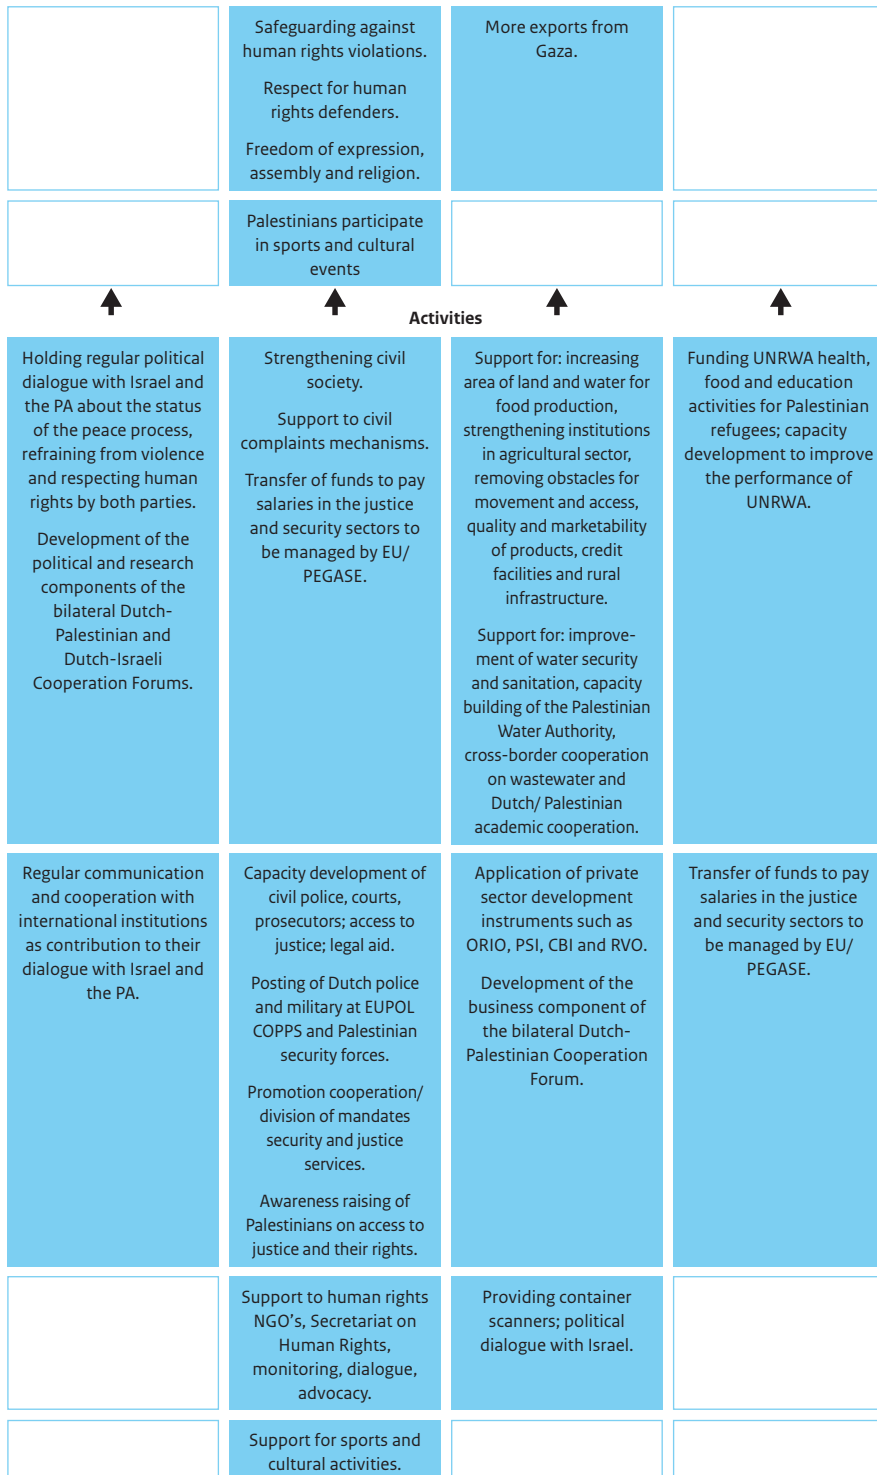 Safeguarding against
human rights violations.
Respect for human
rights defenders.
Freedom of expression,
assembly and religion.
More exports from
Gaza.
Palestinians participate
in sports and cultural
events
Activities
Holding regular political
dialogue with Israel and
the PA about the status
of the peace process,
refraining from violence
and respecting human
rights by both parties.
Development of the
political and research
components of the
bilateral Dutch-
Palestinian and
Dutch-Israeli
Cooperation Forums.
Strengthening civil
society.
Support to civil
complaints mechanisms.
Transfer of funds to pay
salaries in the justice
and security sectors to
be managed by EU/
PEGASE.
Support for: increasing
area of land and water for
food production,
strengthening institutions
in agricultural sector,
removing obstacles for
movement and access,
quality and marketability
of products, credit
facilities and rural
infrastructure.
Support for: improve-
ment of water security
and sanitation, capacity
building of the Palestinian
Water Authority,
cross-border cooperation
on wastewater and
Dutch/ Palestinian
academic cooperation.
Funding UNRWA health,
food and education
activities for Palestinian
refugees; capacity
development to improve
the performance of
UNRWA.
Regular communication
and cooperation with
international institutions
as contribution to their
dialogue with Israel and
the PA.
Capacity development of
civil police, courts,
prosecutors; access to
justice; legal aid.
Posting of Dutch police
and military at EUPOL
COPPS and Palestinian
security forces.
Promotion cooperation/
division of mandates
security and justice
services.
Awareness raising of
Palestinians on access to
justice and their rights.
Application of private
sector development
instruments such as
ORIO, PSI, CBI and RVO.
Development of the
business component of
the bilateral Dutch-
Palestinian Cooperation
Forum.
Transfer of funds to pay
salaries in the justice
and security sectors to
be managed by EU/
PEGASE.
Support to human rights
NGO's, Secretariat on
Human Rights,
monitoring, dialogue,
advocacy.
Providing container
scanners; political
dialogue with Israel.
Support for sports and
cultural activities.